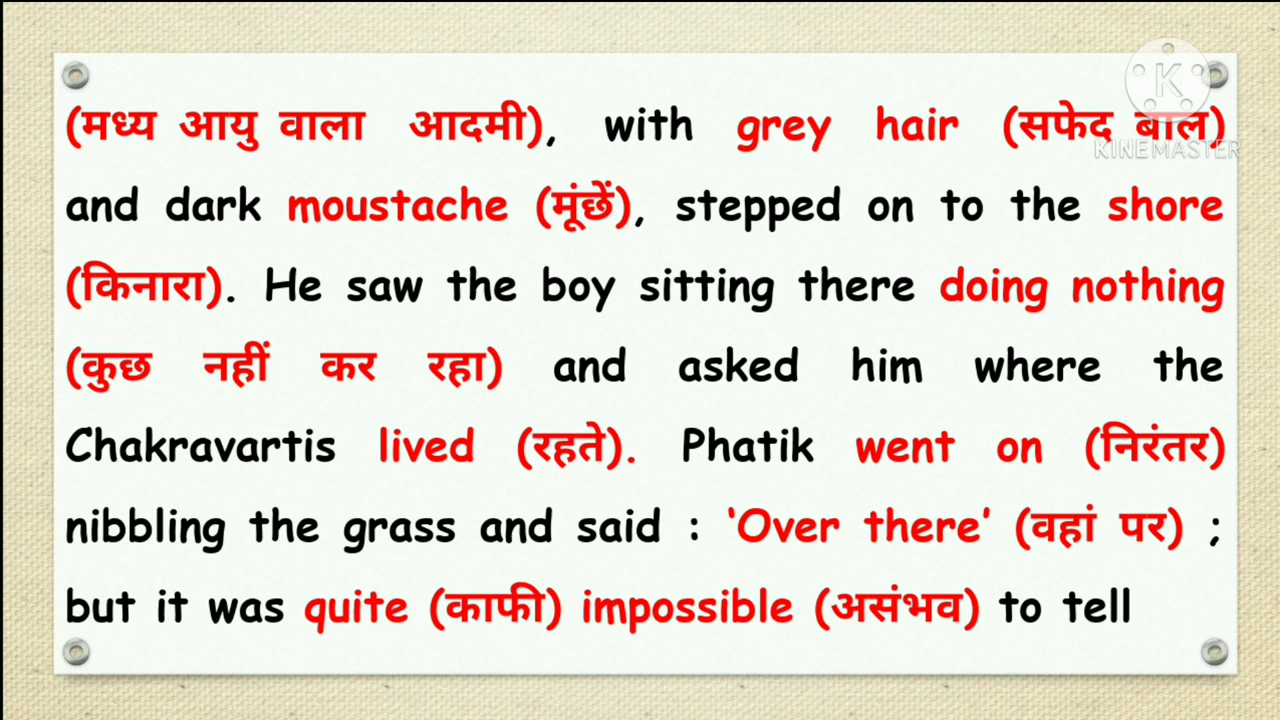 (मध्य आयु वाला आदमी), with grey hair (सफेद बाल)
and dark moustache (मूंछें), stepped on to the shore
(किनारा). He saw the boy sitting there doing nothing
(कुछ नहीं कर रहा) and asked him where the
Chakravartis lived (रहते). Phatik went on (निरंतर)
nibbling the grass and said : ‘Over there’ (वहां पर) ;
but it was quite (काफी) impossible (असंभव) to tell
K
KINEMASTER